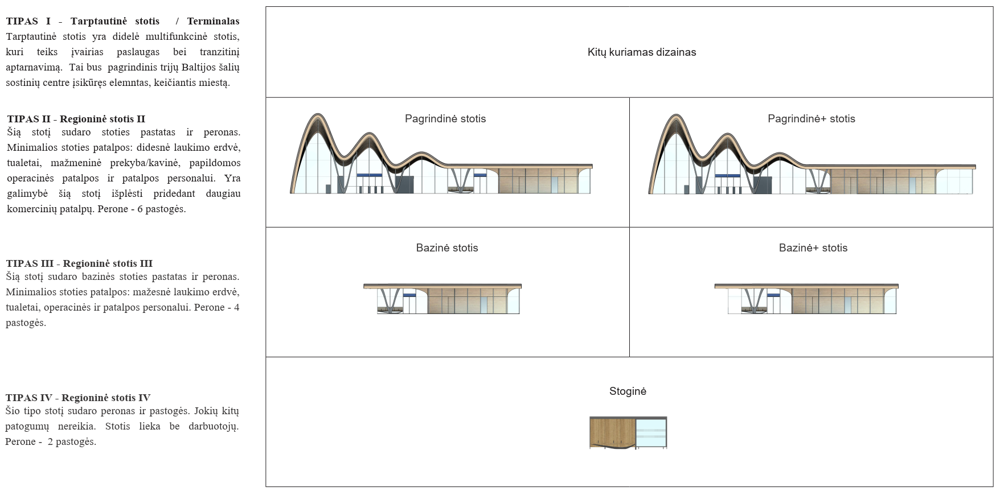 TIPAS I - Tarptautinė stotis / Terminalas
Tarptautinė stotis yra didelė multifunkcinė stotis,
kuri teiks įvairias paslaugas bei tranzitinį
aptarnavimą. Tai bus pagrindinis trijų Baltijos šalių
sostinių centre įsikūręs elemntas, keičiantis miestą.
Kitų kuriamas dizainas
TIPAS II - Regioninė stotis II
Šią stotį sudaro stoties pastatas ir peronas.
Minimalios stoties patalpos: didesnė laukimo erdvė,
tualetai, mažmeninė prekyba/kavinė, papildomos
operacinės patalpos ir patalpos personalui. Yra
galimybė šią stotį išplėsti pridedant daugiau
komercinių patalpų. Perone - 6 pastogės.
Pagrindinė stotis
Pagrindinė+ stotis
TIPAS III - Regioninė stotis III
Šią stotį sudaro bazinės stoties pastatas ir peronas.
Minimalios stoties patalpos: mažesnė laukimo erdvė,
tualetai, operacinės ir patalpos personalui. Perone - 4
pastogės.
Bazinė stotis
Bazinė+ stotis
TIPAS IV - Regioninė stotis IV
Šio tipo stotį sudaro peronas ir pastogės. Jokių kitų
patogumų nereikia. Stotis lieka be darbuotojų.
Perone - 2 pastogės.
Stoginė